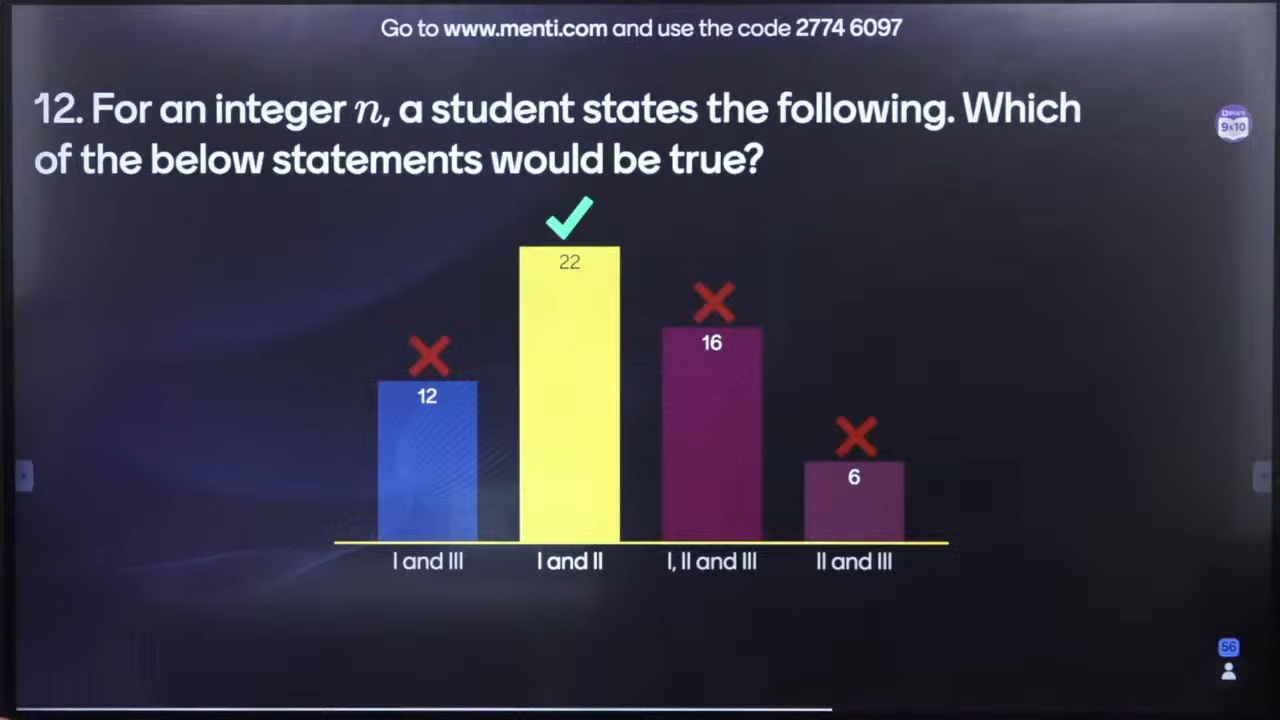 Go to www.menti.com and use the code 2774 6097
12. For an integer n, a student states the following. Which
of the below statements would be true?
9&10
22
16
12
6
I and III
I and II
I, II and III
II and III
56